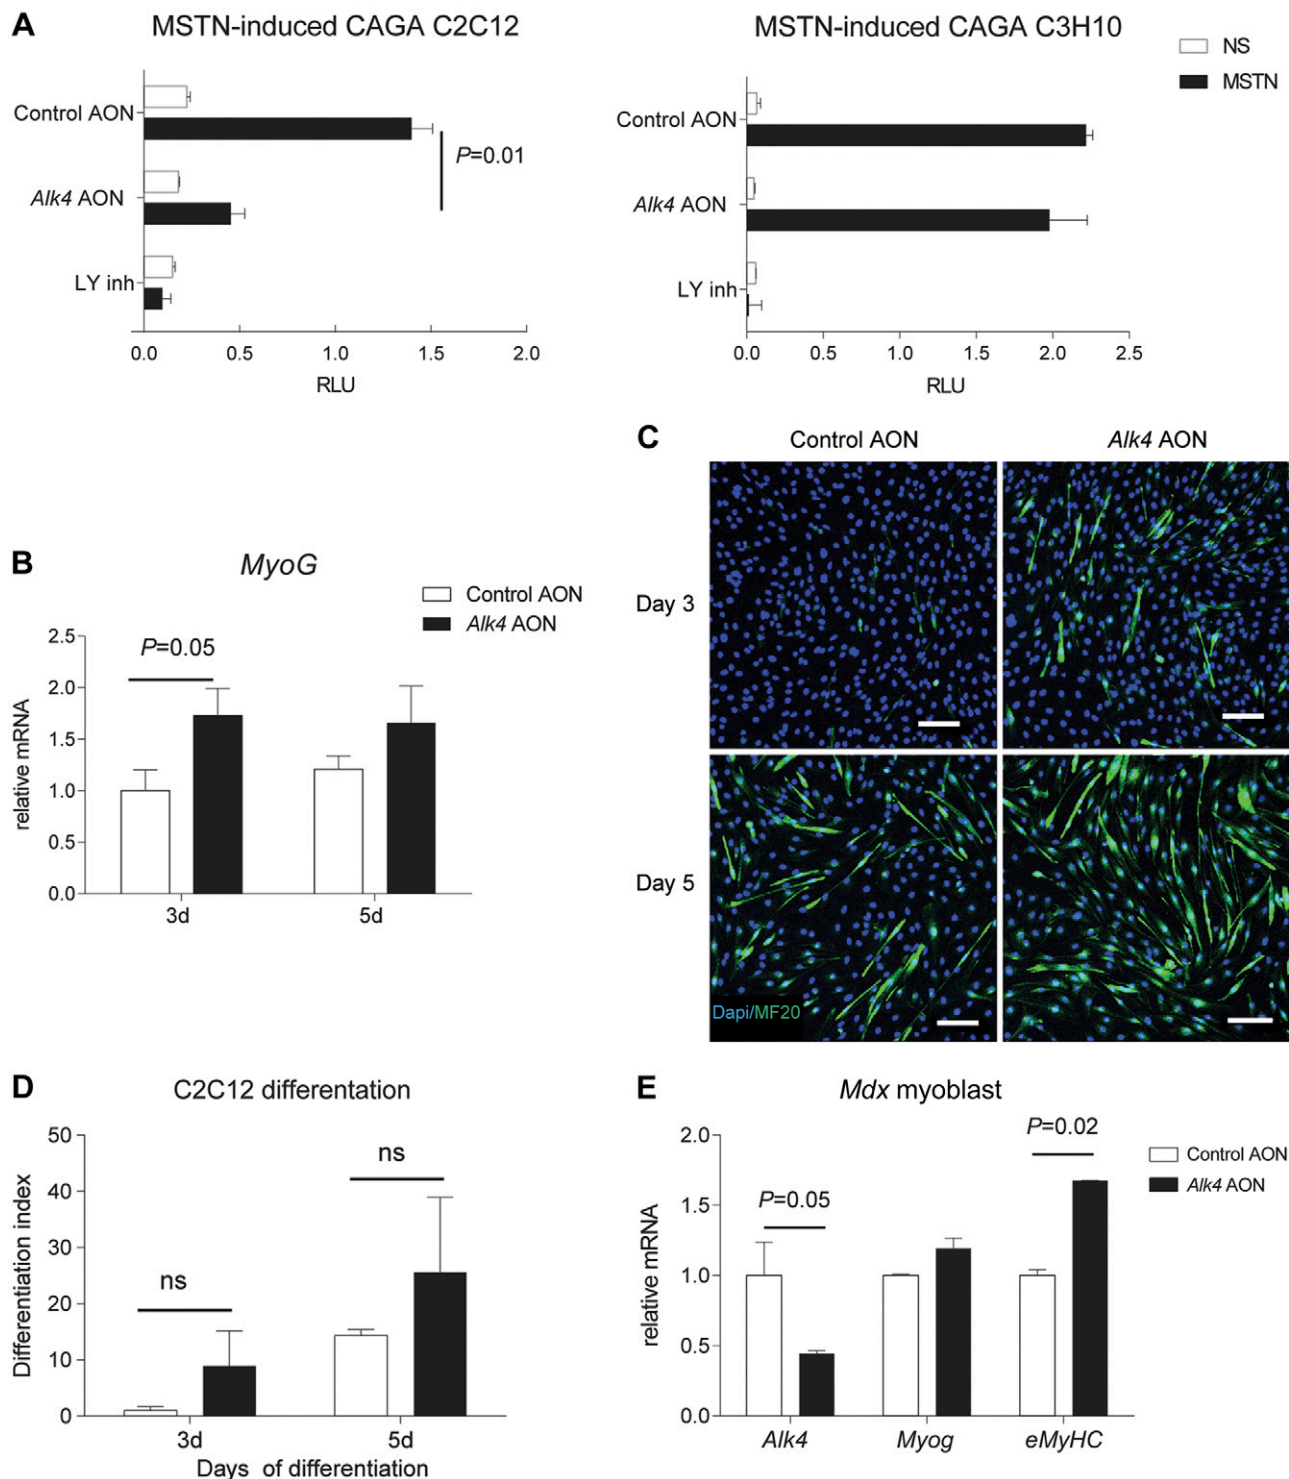 A
MSTN-induced CAGA C2C12
Control AON
Alk4 AON
LY inh
P=0.01
0.0 0.5 1.0 1.5 2.0
RLU
MSTN-induced CAGA C3H10
NS
MSTN
Control AON
Alk4 AON
LY inh
0.0 0.5 1.0 1.5 2.0 2.5
RLU
B
MyoG
Control AON
Alk4 AON
P=0.05
relative mRNA
2.5
2.0
1.5
1.0
0.5
0.0
3d 5d
C
Control AON Alk4 AON
Day 3
Day 5
Dapi/MF20
D
C2C12 differentation
Differentiation index
50
40
30
20
10
0
ns
ns
3d 5d
Days of differentiation
E
Mdx myoblast
Control AON
Alk4 AON
relative mRNA
2.0
1.5
1.0
0.5
0.0
P=0.05
P=0.02
Alk4 Myog eMyHC